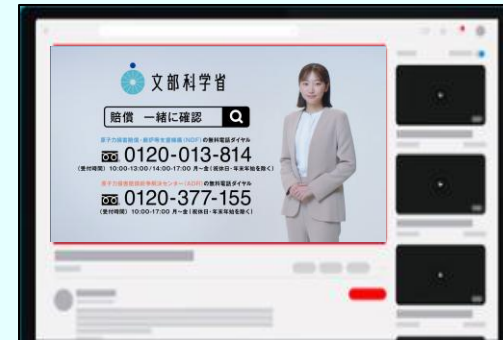 文部科学省
賠償 一緒に確認
原子力損害賠償・廃炉等支援機構(NDF)の無料電話ダイヤル
0120-013-814
(受付時間) 10:00-13:00/14:00-17:00 月~金(祝休日・年末年始を除く)
原子力損害賠償紛争解決センター(ADR)の無料電話ダイヤル
0120-377-155
(受付時間) 10:00-17:00 月~金(祝休日・年末年始を除く)